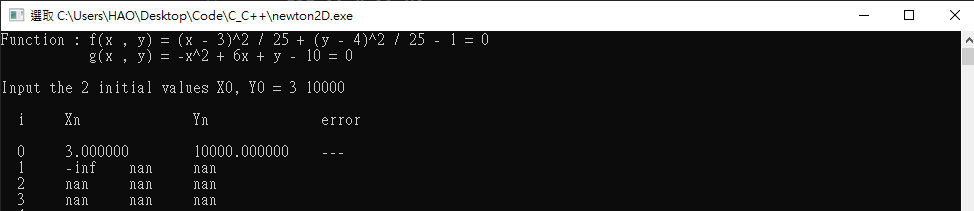 選取 C:\Users\HAO\Desktop\Code\C_C++\newton2D.exe
Function : f(x , y) = (x - 3)^2 / 25 + (y - 4)^2 / 25 - 1 = 0
g(x , y) = -x^2 + 6x + y - 10 = 0
Input the 2 initial values X0, Y0 = 3 10000
i Xn Yn error
0 3.000000 10000.000000 ---
1 -inf nan nan
2 nan nan nan
3 nan nan nan